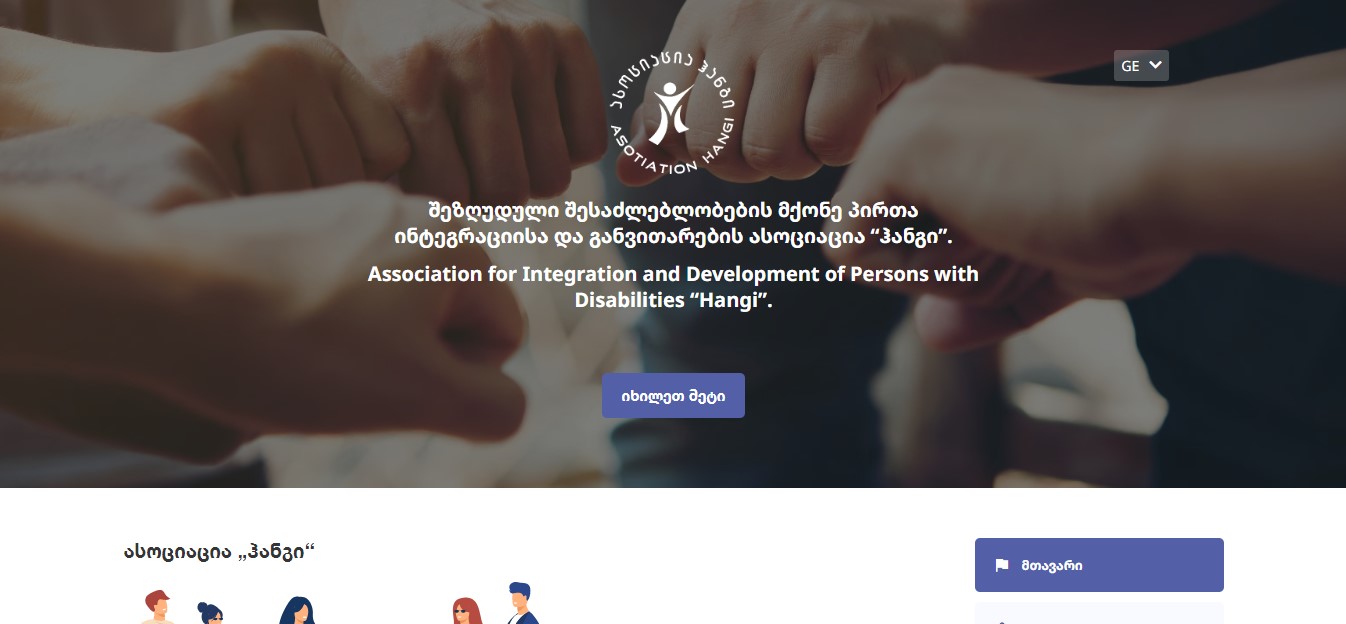 GE
ასოციაცია ჰანგი
ASOTIATION HANGI
შეზღუდული შესაძლებლობების მქონე პირთა
ინტეგრაციისა და განვითარების ასოციაცია “ჰანგი”.
Association for Integration and Development of Persons with
Disabilities “Hangi”.
იხილეთ მეტი
ასოციაცია „ჰანგი“
მთავარი